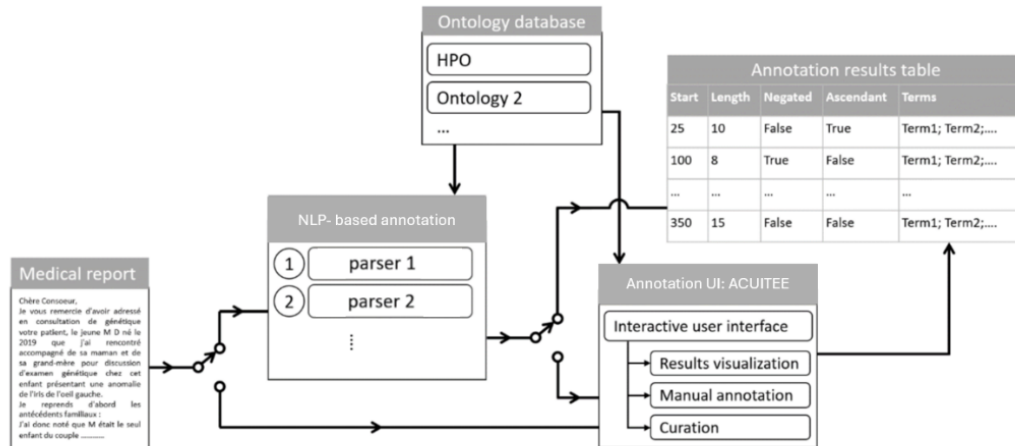 Ontology database
HPO
Ontology 2
...
Annotation results table
Start Length Negated Ascendant Terms
25 10 False True Term1; Term2;....
100 8 True False Term1; Term2;....
... ... ... ... ...
350 15 False False Term1; Term2;....
NLP- based annotation
1 parser 1
2 parser 2
Medical report
Chère Consoeur,
Je vous remercie d'avoir adressé
en consultation de génétique
votre patient, le jeune M D né le
2019 que j'ai rencontré
accompagné de sa maman et de
sa grand-mère pour discussion
d'examen génétique chez cet
enfant présentant une anomalie
de l'iris de l'oeil gauche.
Je reprends d'abord les
antécédents familiaux :
J'ai donc noté que M était le seul
enfant du couple ...........
Annotation UI: ACUITEE
Interactive user interface
Results visualization
Manual annotation
Curation